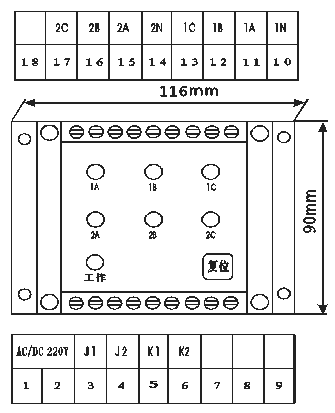 2C 2B 2A 2N 1C 1B 1A 1N
18 17 16 15 14 13 12 11 10
116mm
1A 1B 1C
90mm
2A 2B 2C
工作 复位
AC/DC 220V J1 J2 K1 K2
1 2 3 4 5 6 7 8 9